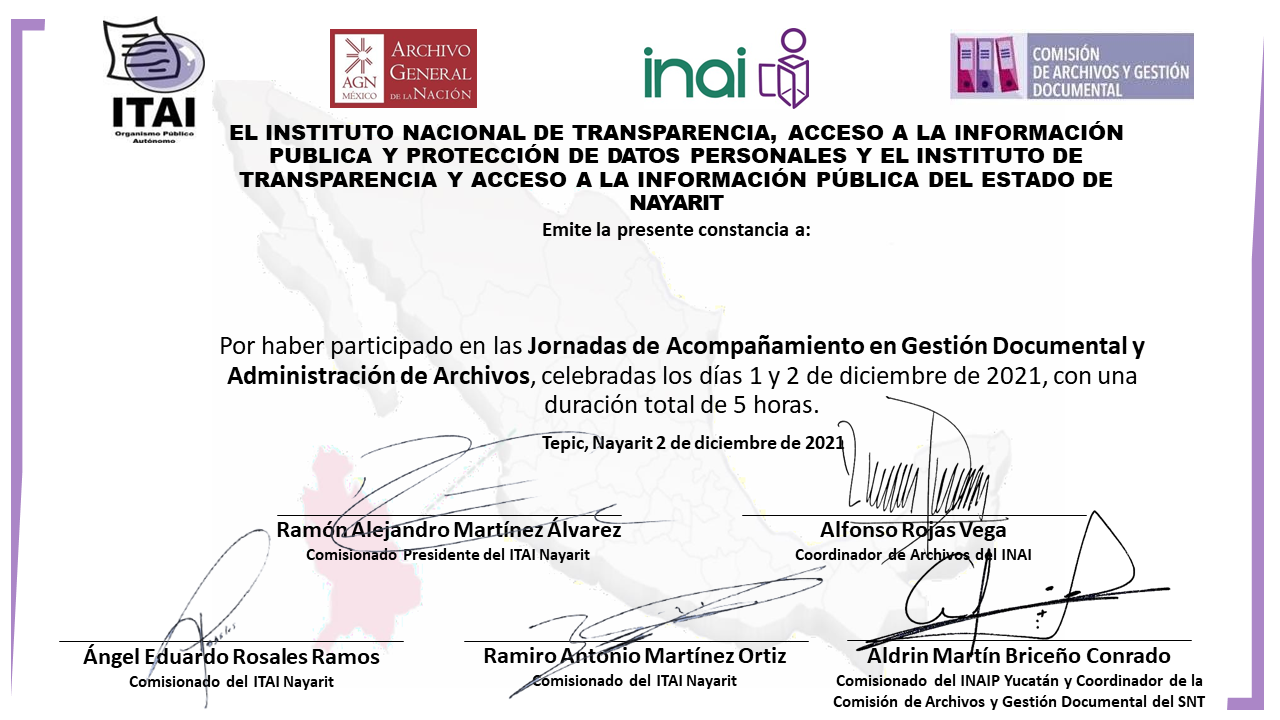 ITAI
Organismo Público
Autónomo
AGN
MÉXICO
ARCHIVO
GENERAL
DE LA NACIÓN
inai
COMISIÓN
DE ARCHIVOS Y GESTIÓN
DOCUMENTAL
EL INSTITUTO NACIONAL DE TRANSPARENCIA, ACCESO A LA INFORMACIÓN
PUBLICA Y PROTECCIÓN DE DATOS PERSONALES Y EL INSTITUTO DE
TRANSPARENCIA Y ACCESO A LA INFORMACIÓN PÚBLICA DEL ESTADO DE
NAYARIT
Emite la presente constancia a:
Por haber participado en las Jornadas de Acompañamiento en Gestión Documental y
Administración de Archivos, celebradas los días 1 y 2 de diciembre de 2021, con una
duración total de 5 horas.
Tepic, Nayarit 2 de diciembre de 2021
Ramón Alejandro Martínez Álvarez
Comisionado Presidente del ITAI Nayarit
Alfonso Rojas Vega
Coordinador de Archivos del INAI
Ángel Eduardo Rosales Ramos
Comisionado del ITAI Nayarit
Ramiro Antonio Martínez Ortiz
Comisionado del ITAI Nayarit
Aldrin Martín Briceño Conrado
Comisionado del INAIP Yucatán y Coordinador de la
Comisión de Archivos y Gestión Documental del SNT